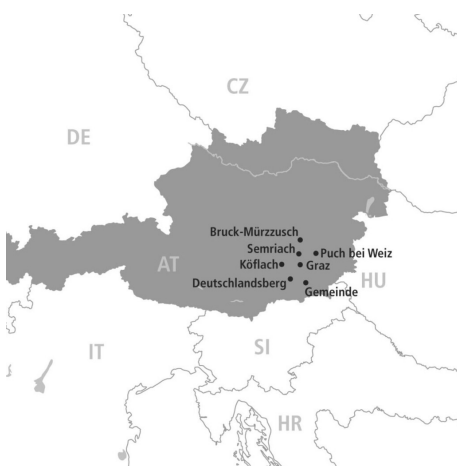 CZ
DE
Bruck-Mürzzusch
Semriach
Puch bei Weiz
AT
Köflach
Graz
Deutschlandsberg
HU
Gemeinde
IT
SI
HR